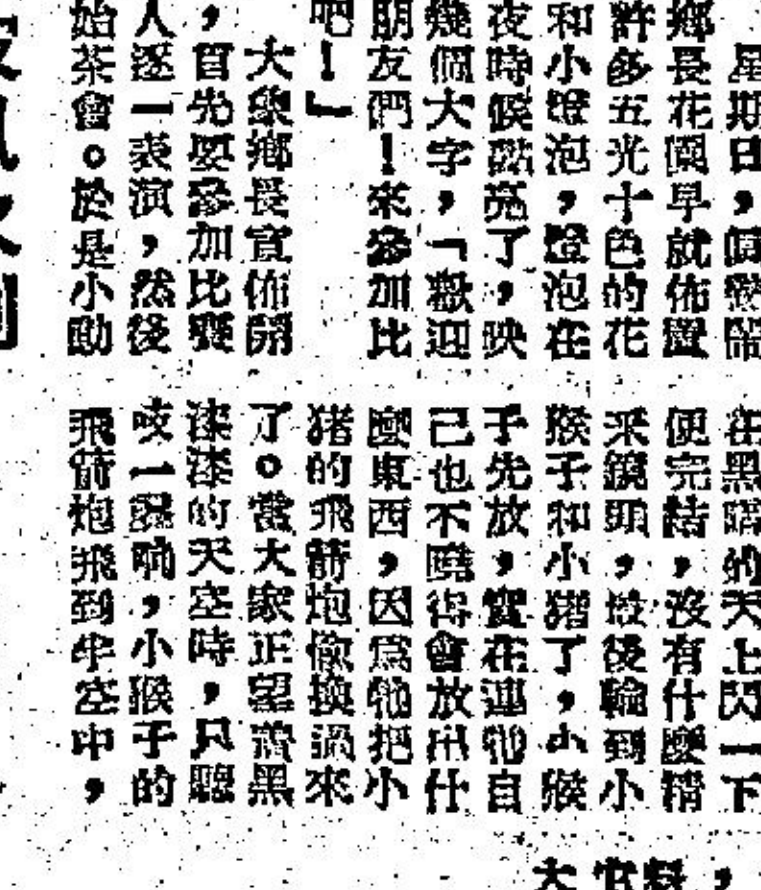 星期日，
鄉長花園早就佈置
許多五光十色的花
和小燈泡，燈泡在
夜時候點亮了，映
幾個大字，「歡迎
朋友們！來參加比
吧！」
大象鄉長宣佈開
，首先要參加比賽
人逐一表演，然後
始茶會。於是小動
在黑暗的天上閃一下
便完結，沒有什麼精
采鏡頭，最後輪到小
猴子和小豬了，小猴
子先放，實在連牠自
己也不曉得會放出什
麼東西，因為牠把小
猪的飛箭炮偷換過來
了。當大家正望着黑
漆漆的天空時，只聽
哎一聲响，小猴子的
飛箭炮飛到半空中，